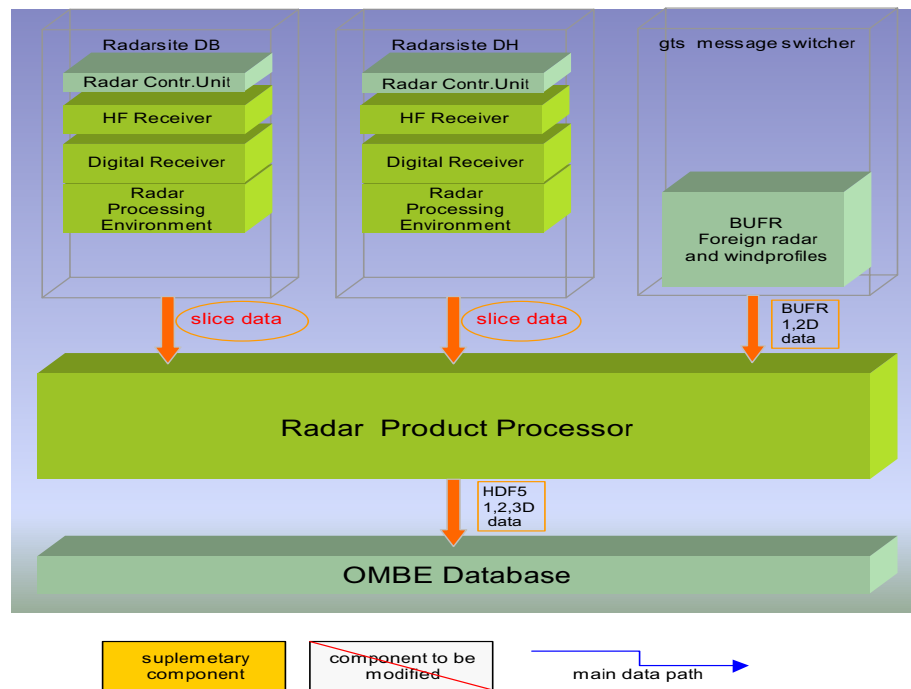 Radarsite DB
Radar Contr.Unit
HF Receiver
Digital Receiver
Radar
Processing
Environment
Radarsiste DH
Radar Contr.Unit
HF Receiver
Digital Receiver
Radar
Processing
Environment
gts message switcher
BUFR
Foreign radar
and windprofiles
slice data
slice data
BUFR
1,2D
data
Radar Product Processor
HDF5
1,2,3D
data
OMBE Database
suplemetary
component
component to be
modified
main data path